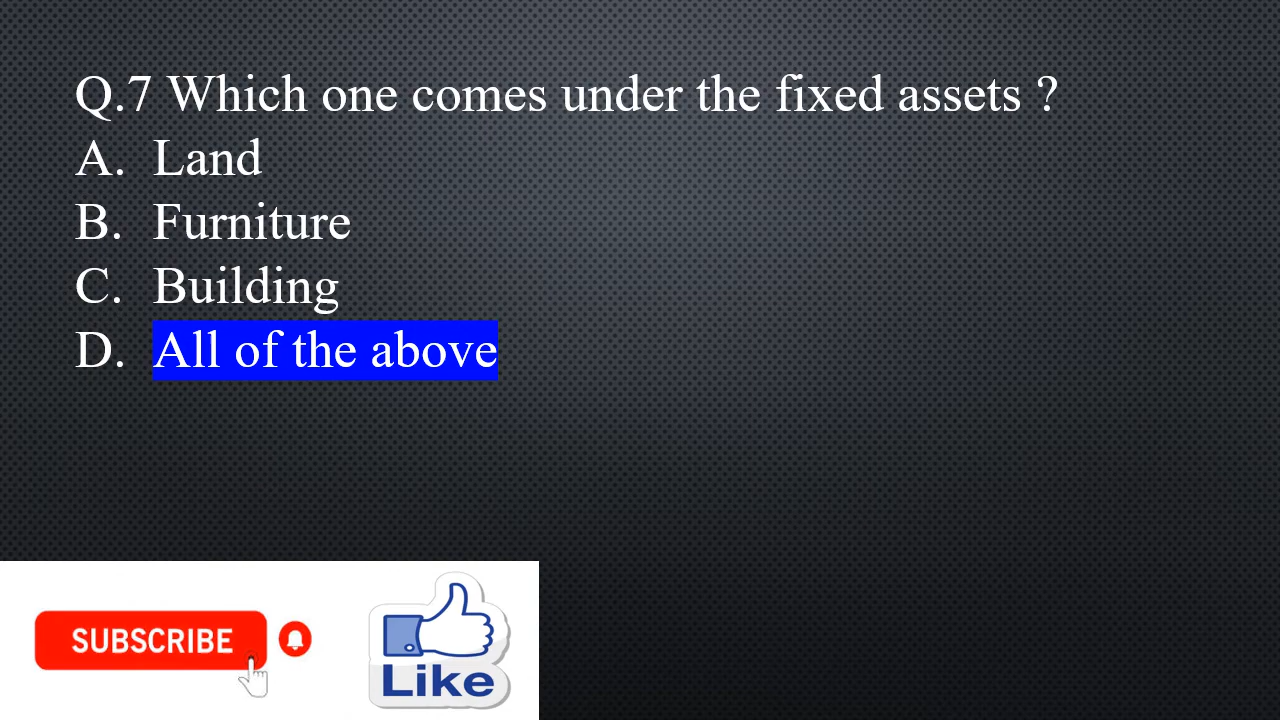 Q.7 Which one comes under the fixed assets ?
A. Land
B. Furniture
C. Building
D. All of the above
SUBSCRIBE
Like